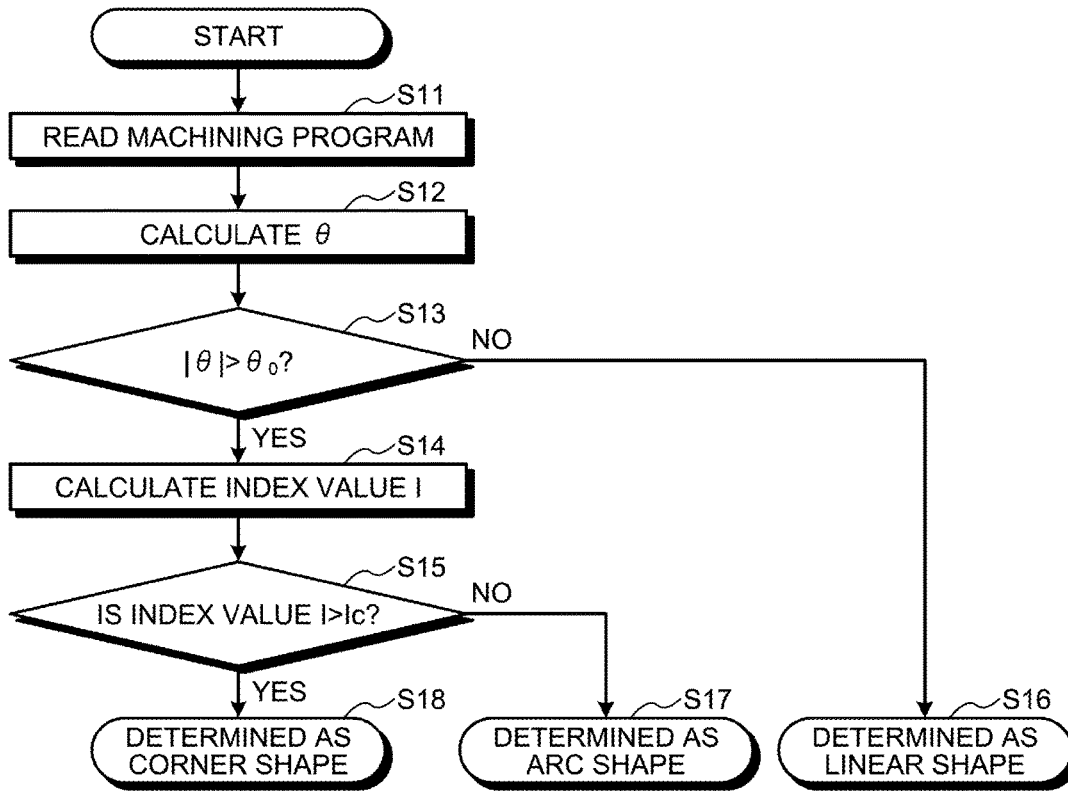 START
S11
READ MACHINING PROGRAM
S12
CALCULATE θ
S13
|θ|>θ₀?
NO
YES
S14
CALCULATE INDEX VALUE I
S15
IS INDEX VALUE I>Ic?
NO
YES
S18
DETERMINED AS
CORNER SHAPE
S17
DETERMINED AS
ARC SHAPE
S16
DETERMINED AS
LINEAR SHAPE